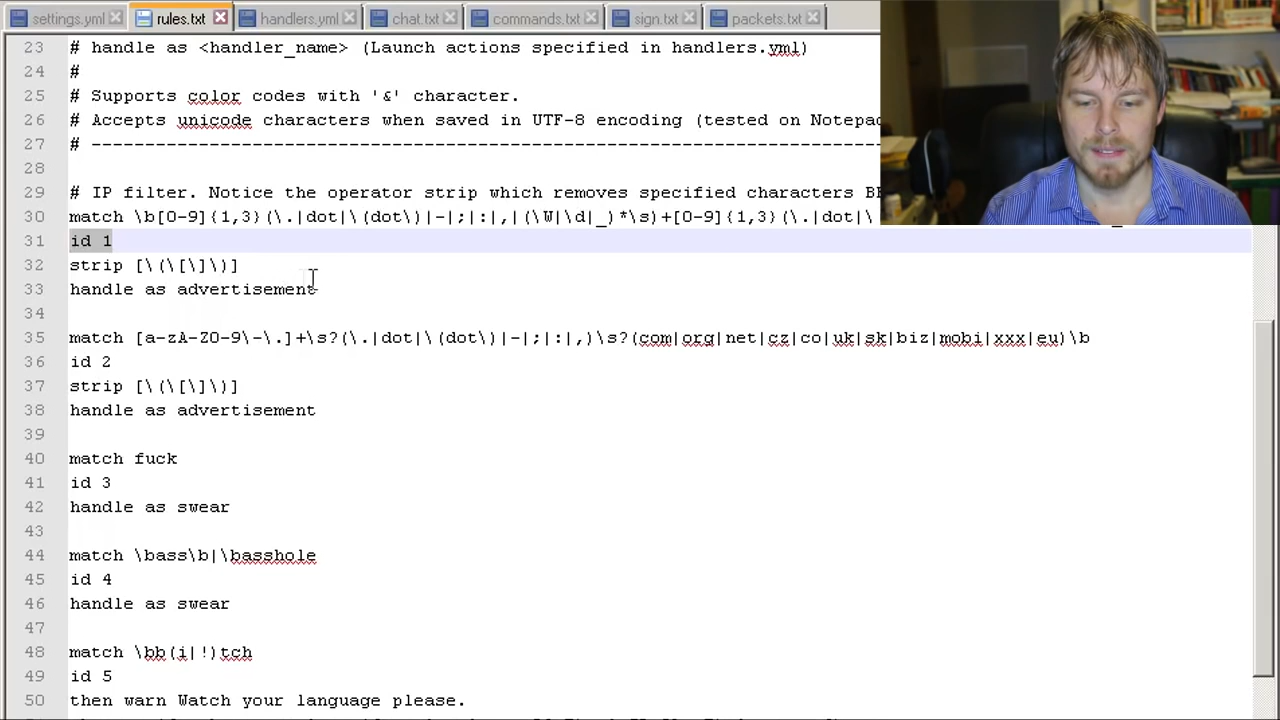 settings.yml rules.txt handlers.yml chat.txt commands.txt sign.txt packets.txt
23 # handle as <handler_name> (Launch actions specified in handlers.yml)
24 #
25 # Supports color codes with '&' character.
26 # Accepts unicode characters when saved in UTF-8 encoding (tested on Notepad
27 # --------------------------------------------------------------------------
28
29 # IP filter. Notice the operator strip which removes specified characters
30 match \b[0-9]{1,3}(\.|dot|\(dot\)|-|;|:|,|(\W|\d|_)*\s)+[0-9]{1,3}(\.|dot|\
31 id 1
32 strip [\(\[\]\)]
33 handle as advertisement
34
35 match [a-zA-Z0-9\-\.]+\s?(\.|dot|\(dot\)|-|;|:|,)\s?(com|org|net|cz|co|uk|sk|biz|mobi|xxx|eu)\b
36 id 2
37 strip [\(\[\]\)]
38 handle as advertisement
39
40 match fuck
41 id 3
42 handle as swear
43
44 match \bass\b|\basshole
45 id 4
46 handle as swear
47
48 match \bb(i|!)tch
49 id 5
50 then warn Watch your language please.